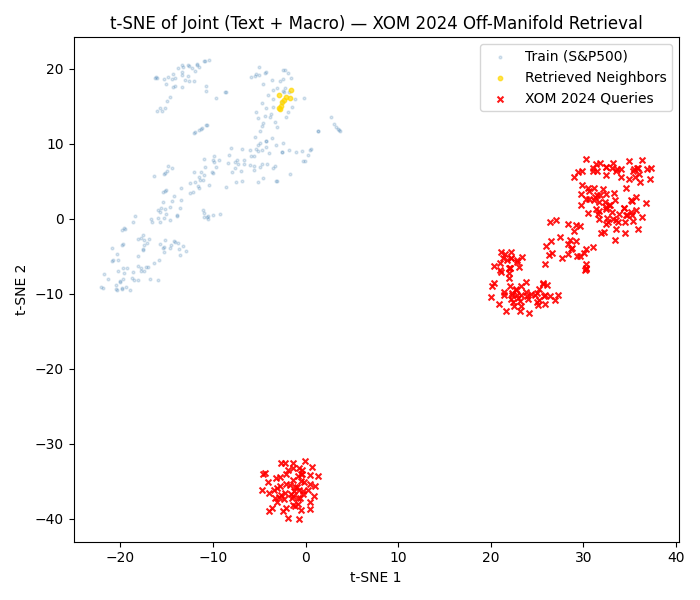 t-SNE of Joint (Text + Macro) — XOM 2024 Off-Manifold Retrieval
Train (S&P500)
Retrieved Neighbors
XOM 2024 Queries
20
10
0
−10
−20
−30
−40
t-SNE 2
−20
−10
0
10
20
30
40
t-SNE 1